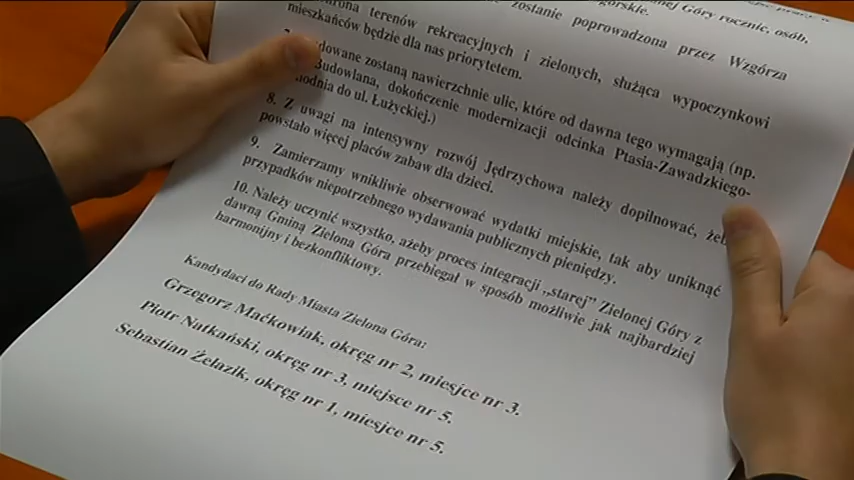 Góry rocznic, osób,
górskie.
zostanie poprowadzona przez Wzgórza
terenów rekreacyjnych i zielonych, służąca wypoczynkowi
mieszkańców będzie dla nas priorytetem.
zostaną nawierzchnie ulic, które od dawna tego wymagają (np.
Budowlana, dokończenie modernizacji odcinka Ptasia-Zawadzkiego-
do ul. Łużyckiej.)
8. Z uwagi na intensywny rozwój Jędrzychowa należy dopilnować,
powstało więcej placów zabaw dla dzieci.
9. Zamierzamy wnikliwie obserwować wydatki miejskie, tak aby uniknąć
przypadków niepotrzebnego wydawania publicznych pieniędzy.
10. Należy uczynić wszystko, ażeby proces integracji „starej” Zielonej Góry z
dawną Gminą Zielona Góra przebiegał w sposób możliwie jak najbardziej
harmonijny i bezkonfliktowy.
Kandydaci do Rady Miasta Zielona Góra:
Grzegorz Maćkowiak, okręg nr 2, miejsce nr 3.
Piotr Natkański, okręg nr 3, miejsce nr 5.
Sebastian Żelazik, okręg nr 1, miejsce nr 5.